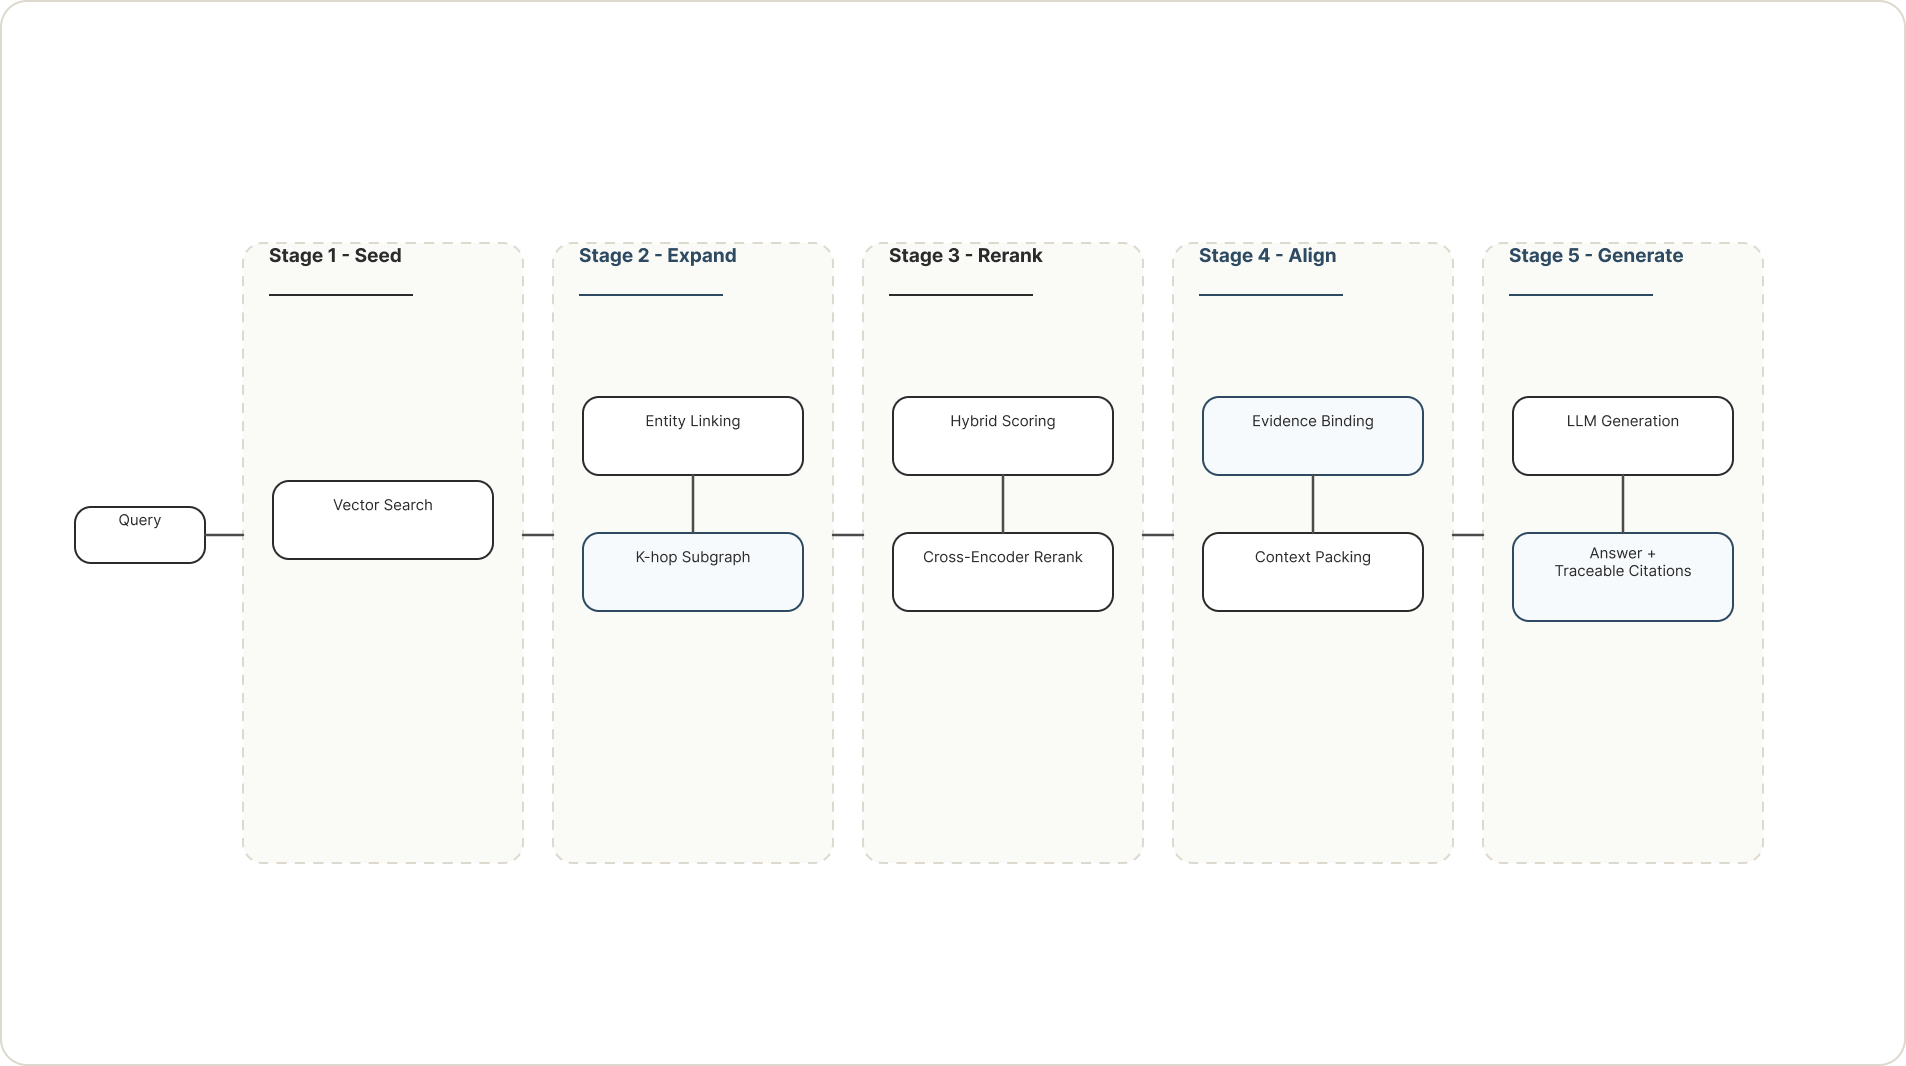 Query
Stage 1 - Seed
Vector Search
Stage 2 - Expand
Entity Linking
K-hop Subgraph
Stage 3 - Rerank
Hybrid Scoring
Cross-Encoder Rerank
Stage 4 - Align
Evidence Binding
Context Packing
Stage 5 - Generate
LLM Generation
Answer +
Traceable Citations